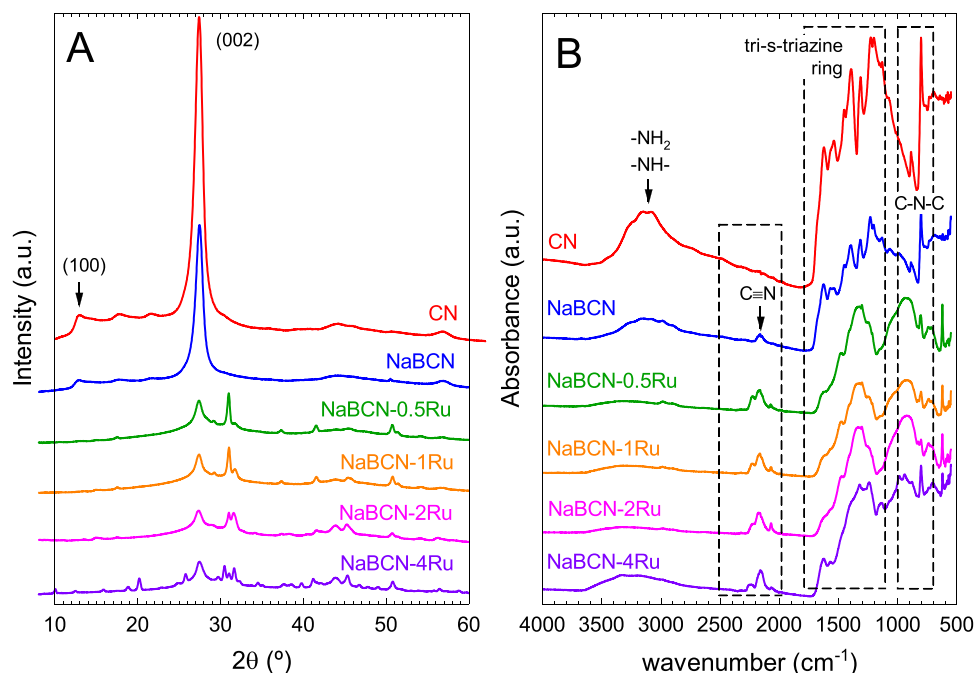 A
(002)
(100)
CN
NaBCN
NaBCN-0.5Ru
NaBCN-1Ru
NaBCN-2Ru
NaBCN-4Ru
Intensity (a.u.)
10 20 30 40 50 60
2θ (º)
B
tri-s-triazine
ring
-NH₂
-NH-
C-N-C
CN
C≡N
NaBCN
NaBCN-0.5Ru
NaBCN-1Ru
NaBCN-2Ru
NaBCN-4Ru
Absorbance (a.u.)
4000 3500 3000 2500 2000 1500 1000 500
wavenumber (cm⁻¹)